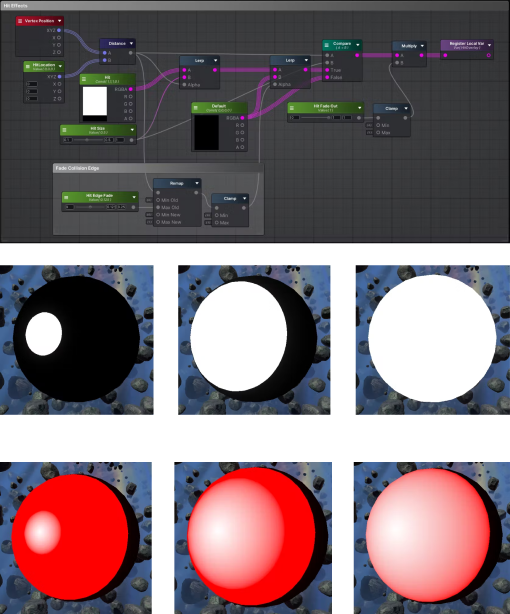 Hit Effects
Vertex Position
XYZ
X
Y
Z
Distance
A
B
Hit Location
XYZ
X
Y
Z
Hit
RGBA
R
G
B
A
Hit Size
Lerp
A
B
Alpha
Lerp
A
B
Alpha
Default
RGBA
R
G
B
A
Compare
A
B
True
False
Hit Fade Out
Clamp
Min
Max
Multiply
A
B
Register Local Var
Fade Collision Edge
Hit Edge Fade
Remap
Min Old
Max Old
Min New
Max New
Clamp
Min
Max